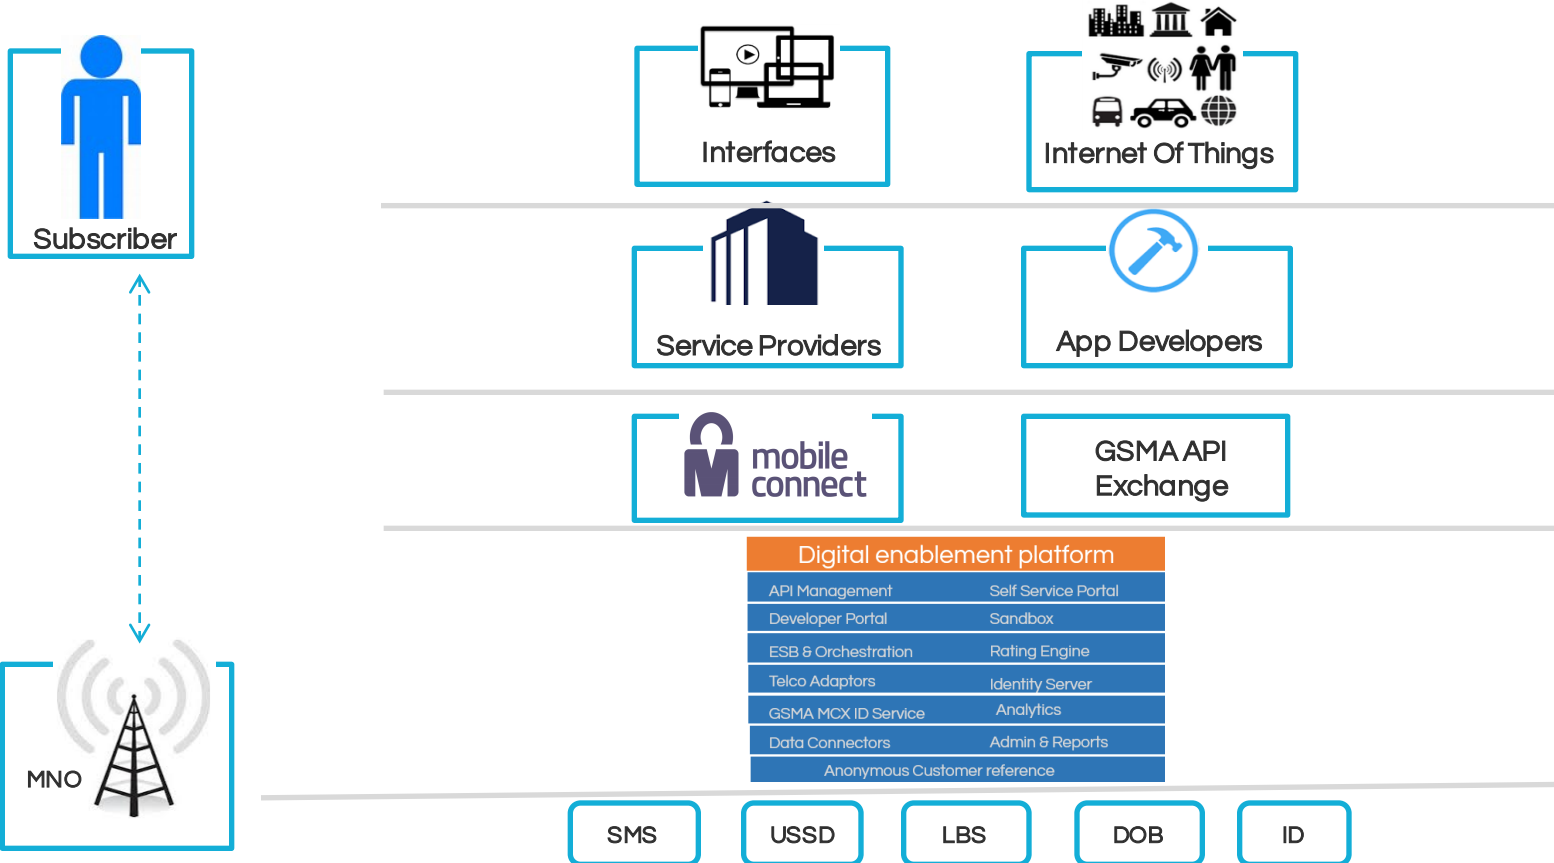 Subscriber
MNO
Interfaces
Internet Of Things
Service Providers
App Developers
mobile
connect
GSMA API
Exchange
Digital enablement platform
API Management
Self Service Portal
Developer Portal
Sandbox
ESB & Orchestration
Rating Engine
Telco Adaptors
Identity Server
GSMA MCX ID Service
Analytics
Data Connectors
Admin & Reports
Anonymous Customer reference
SMS
USSD
LBS
DOB
ID